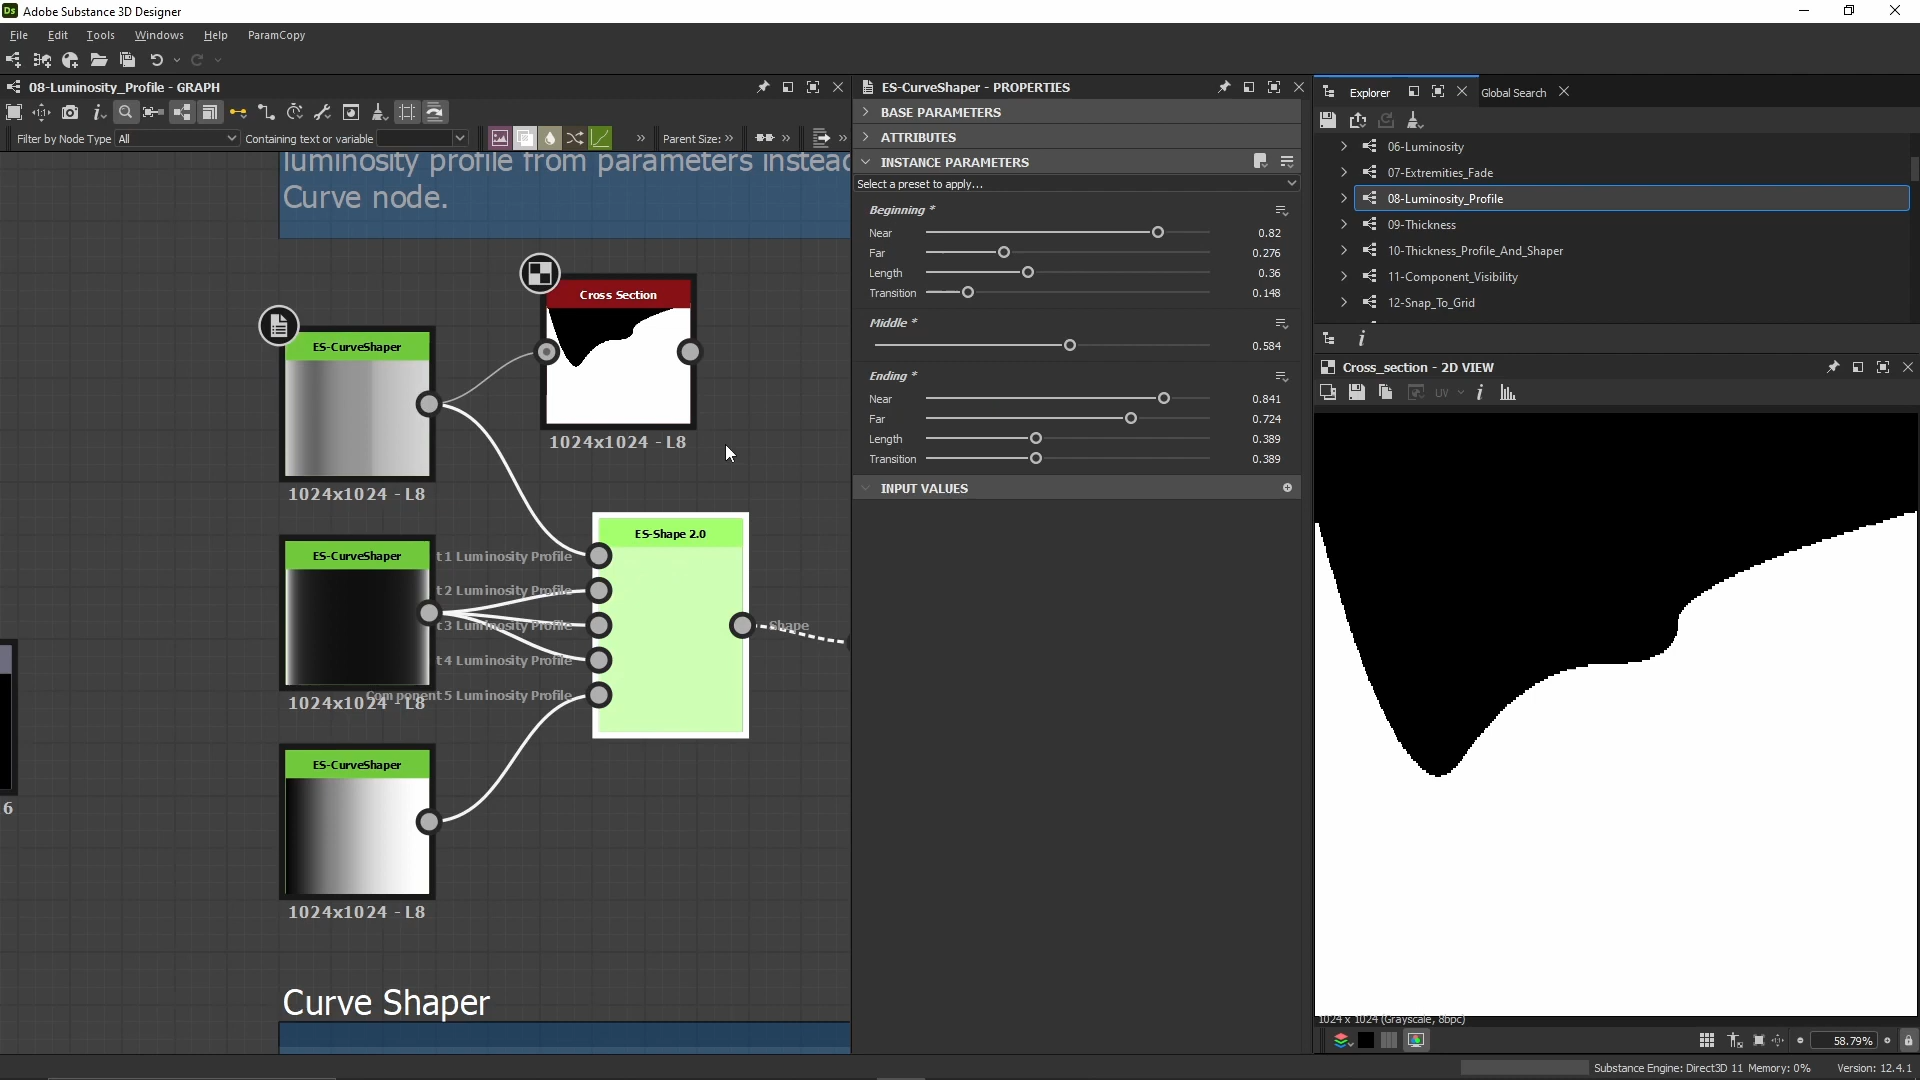 Ds Adobe Substance 3D Designer
File Edit Tools Windows Help ParamCopy
08-Luminosity_Profile - GRAPH
Filter by Node Type All Containing text or variable
Parent Size: »
luminosity profile from parameters instead
Curve node.
Cross Section
1024x1024 - L8
ES-CurveShaper
1024x1024 - L8
ES-CurveShaper
1024x1024 - L8
ES-CurveShaper
1024x1024 - L8
ES-Shape 2.0
t 1 Luminosity Profile
t 2 Luminosity Profile
t 3 Luminosity Profile
t 4 Luminosity Profile
Component 5 Luminosity Profile
Shape
6
Curve Shaper
ES-CurveShaper - PROPERTIES
BASE PARAMETERS
ATTRIBUTES
INSTANCE PARAMETERS
Select a preset to apply...
Beginning *
Near 0.82
Far 0.276
Length 0.36
Transition 0.148
Middle *
0.584
Ending *
Near 0.841
Far 0.724
Length 0.389
Transition 0.389
INPUT VALUES
Explorer
Global Search
06-Luminosity
07-Extremities_Fade
08-Luminosity_Profile
09-Thickness
10-Thickness_Profile_And_Shaper
11-Component_Visibility
12-Snap_To_Grid
Cross_section - 2D VIEW
UV
1024 x 1024 (Grayscale, 8bpc)
58.79%
Substance Engine: Direct3D 11 Memory: 0% Version: 12.4.1